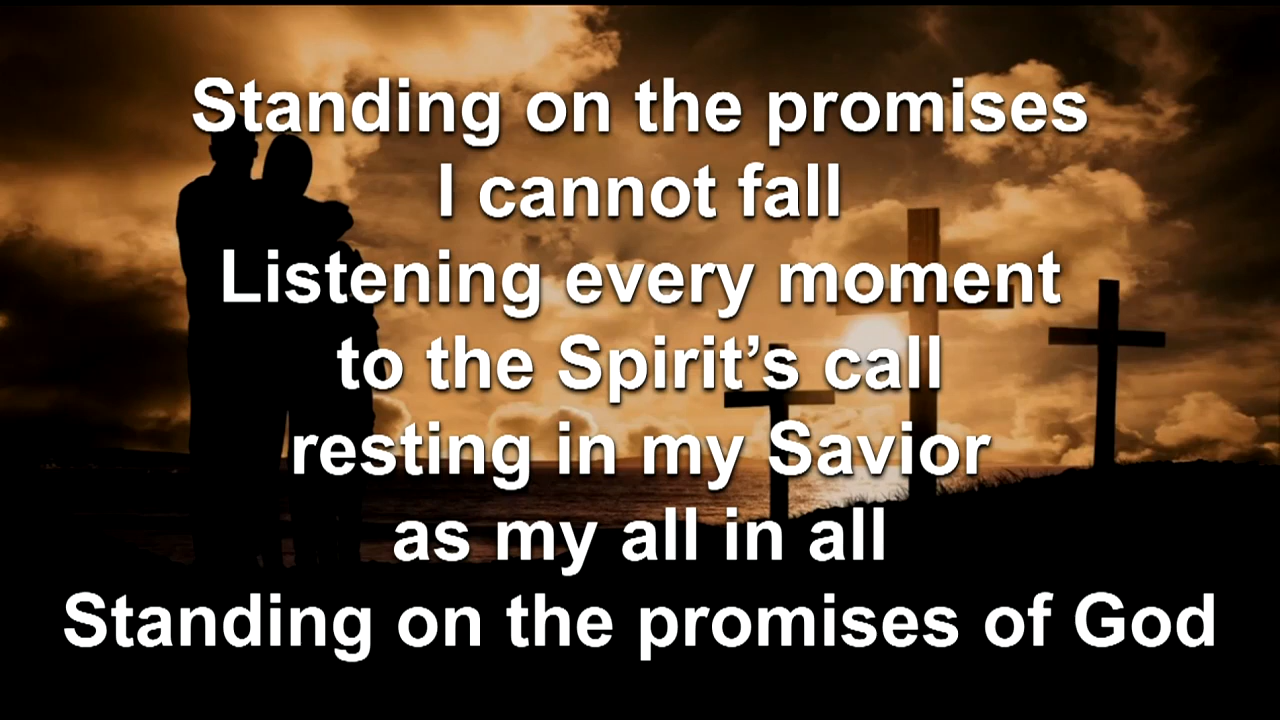 Standing on the promises
I cannot fall
Listening every moment
to the Spirit’s call
resting in my Savior
as my all in all
Standing on the promises of God